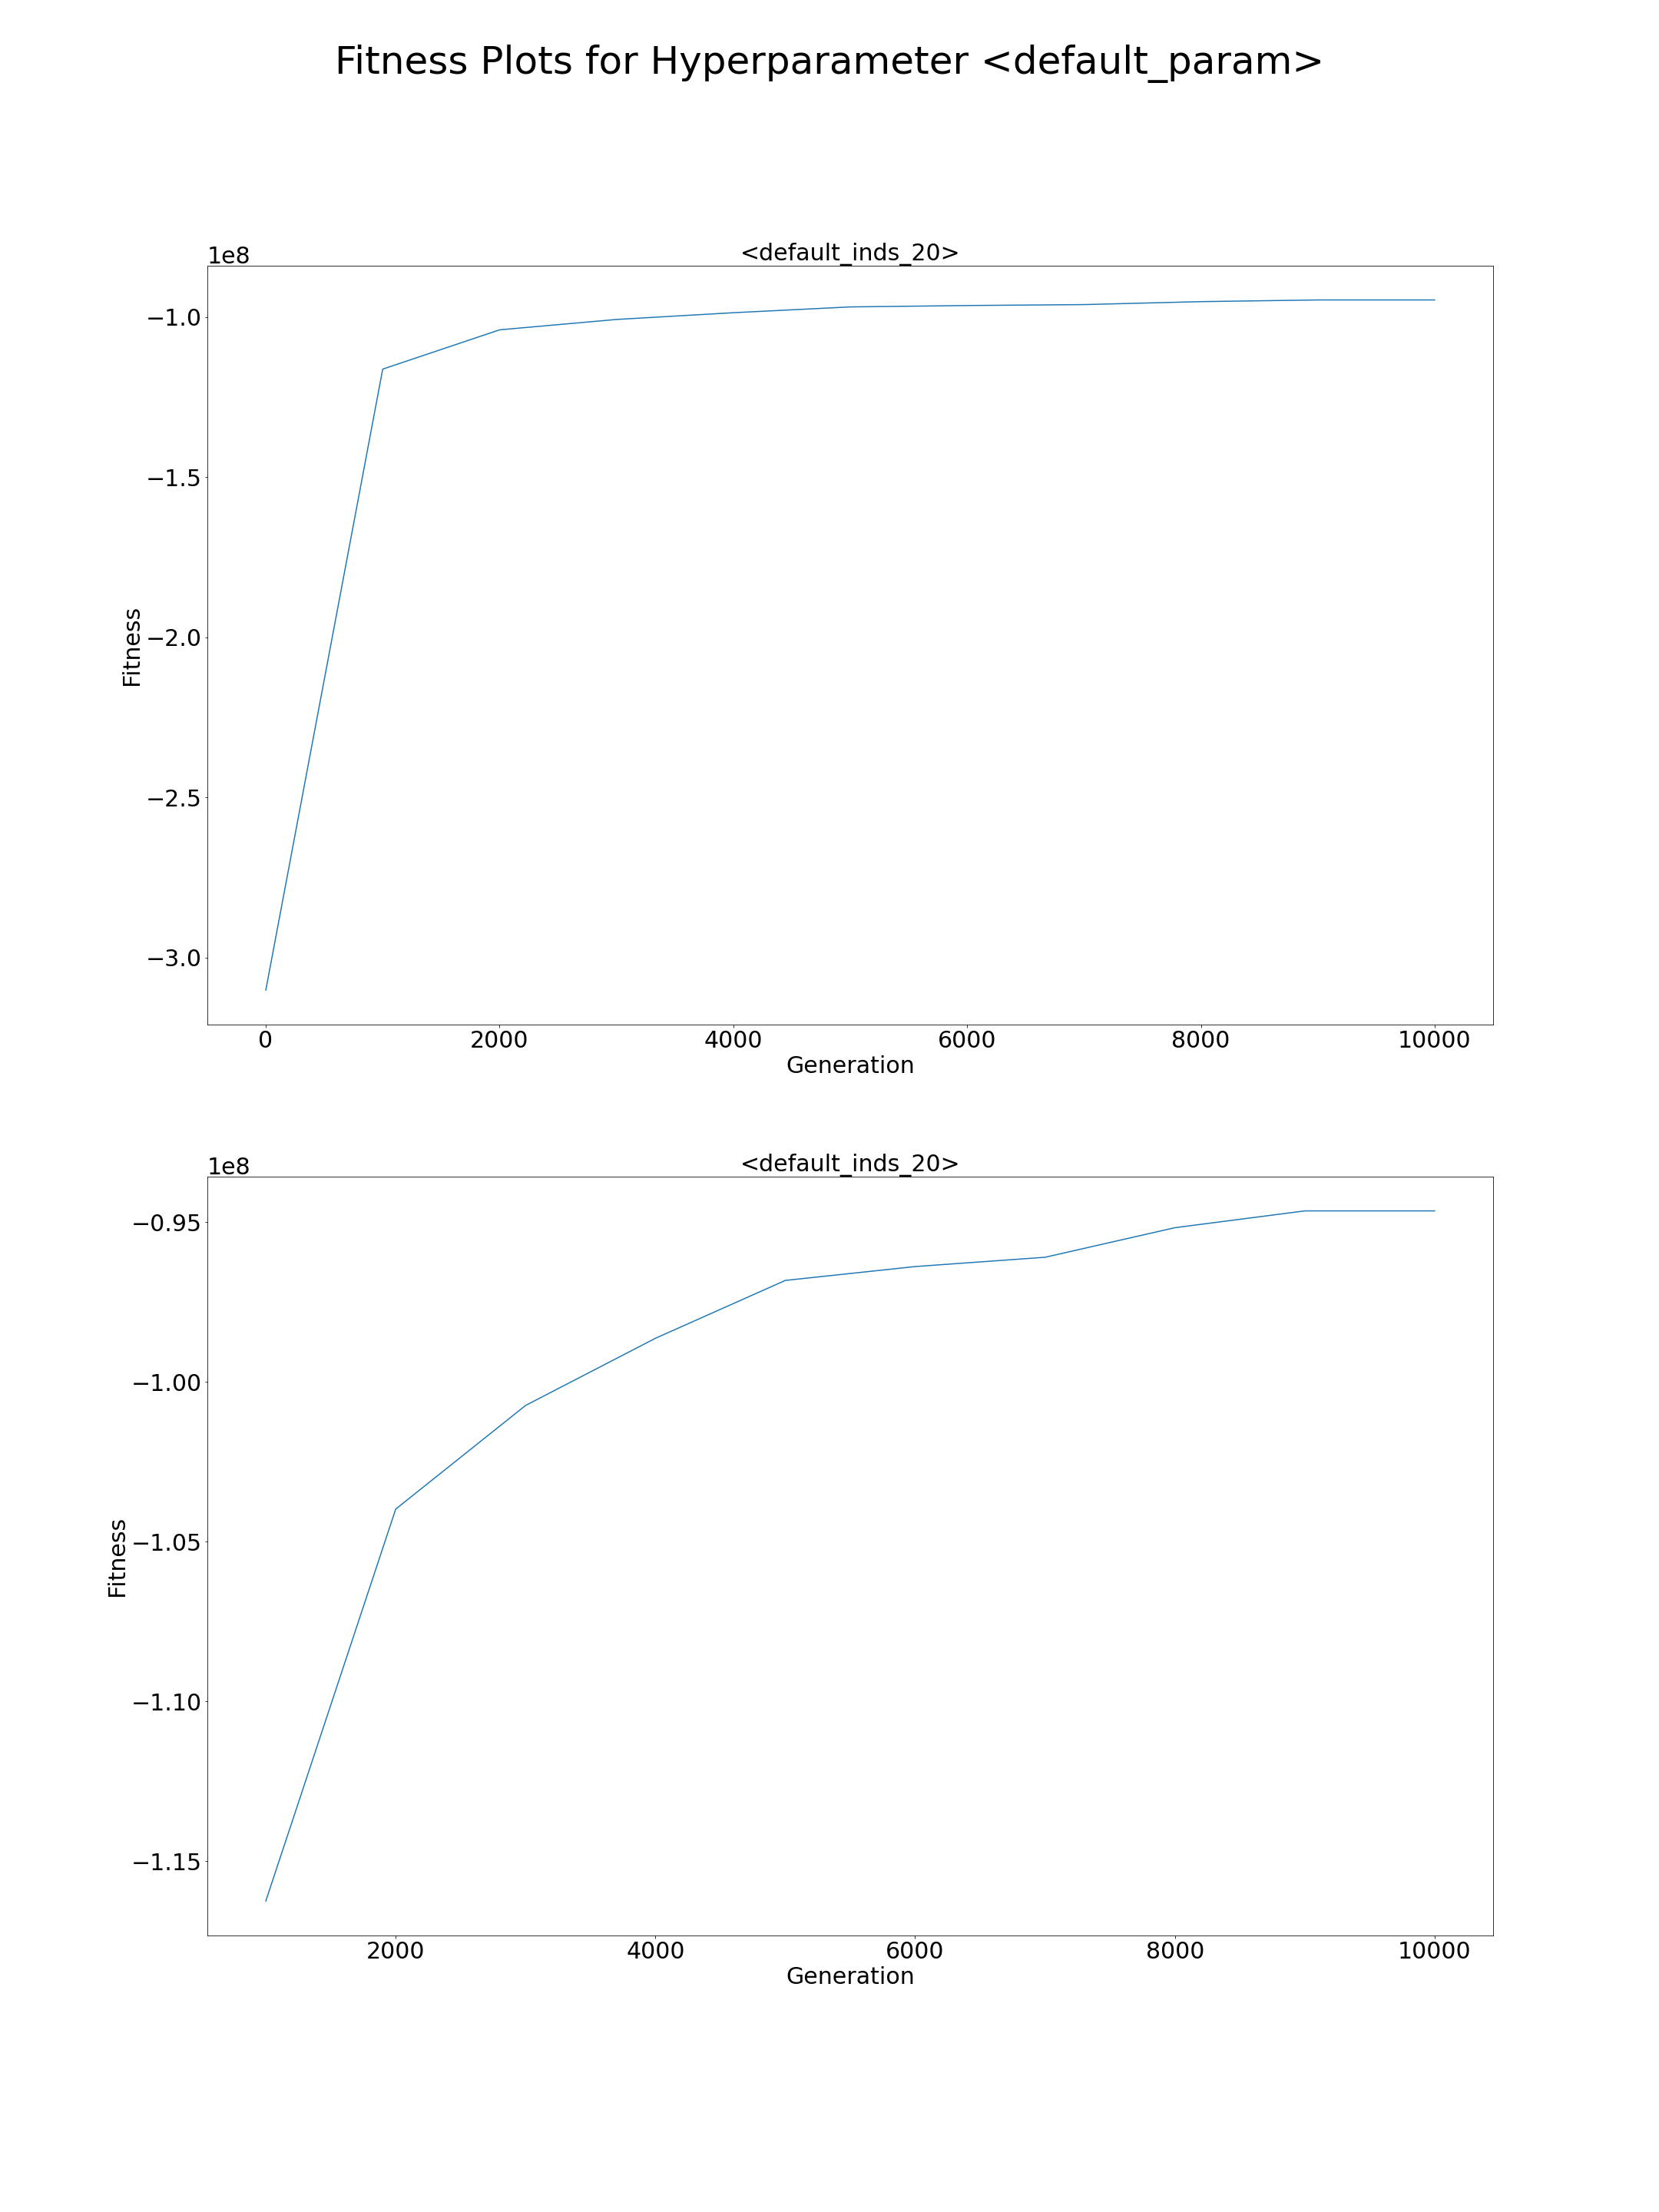 Fitness Plots for Hyperparameter <default_param>
<default_inds_20>
1e8
−1.0
−1.5
−2.0
−2.5
−3.0
Fitness
0 2000 4000 6000 8000 10000
Generation
<default_inds_20>
1e8
−0.95
−1.00
−1.05
−1.10
−1.15
Fitness
2000 4000 6000 8000 10000
Generation